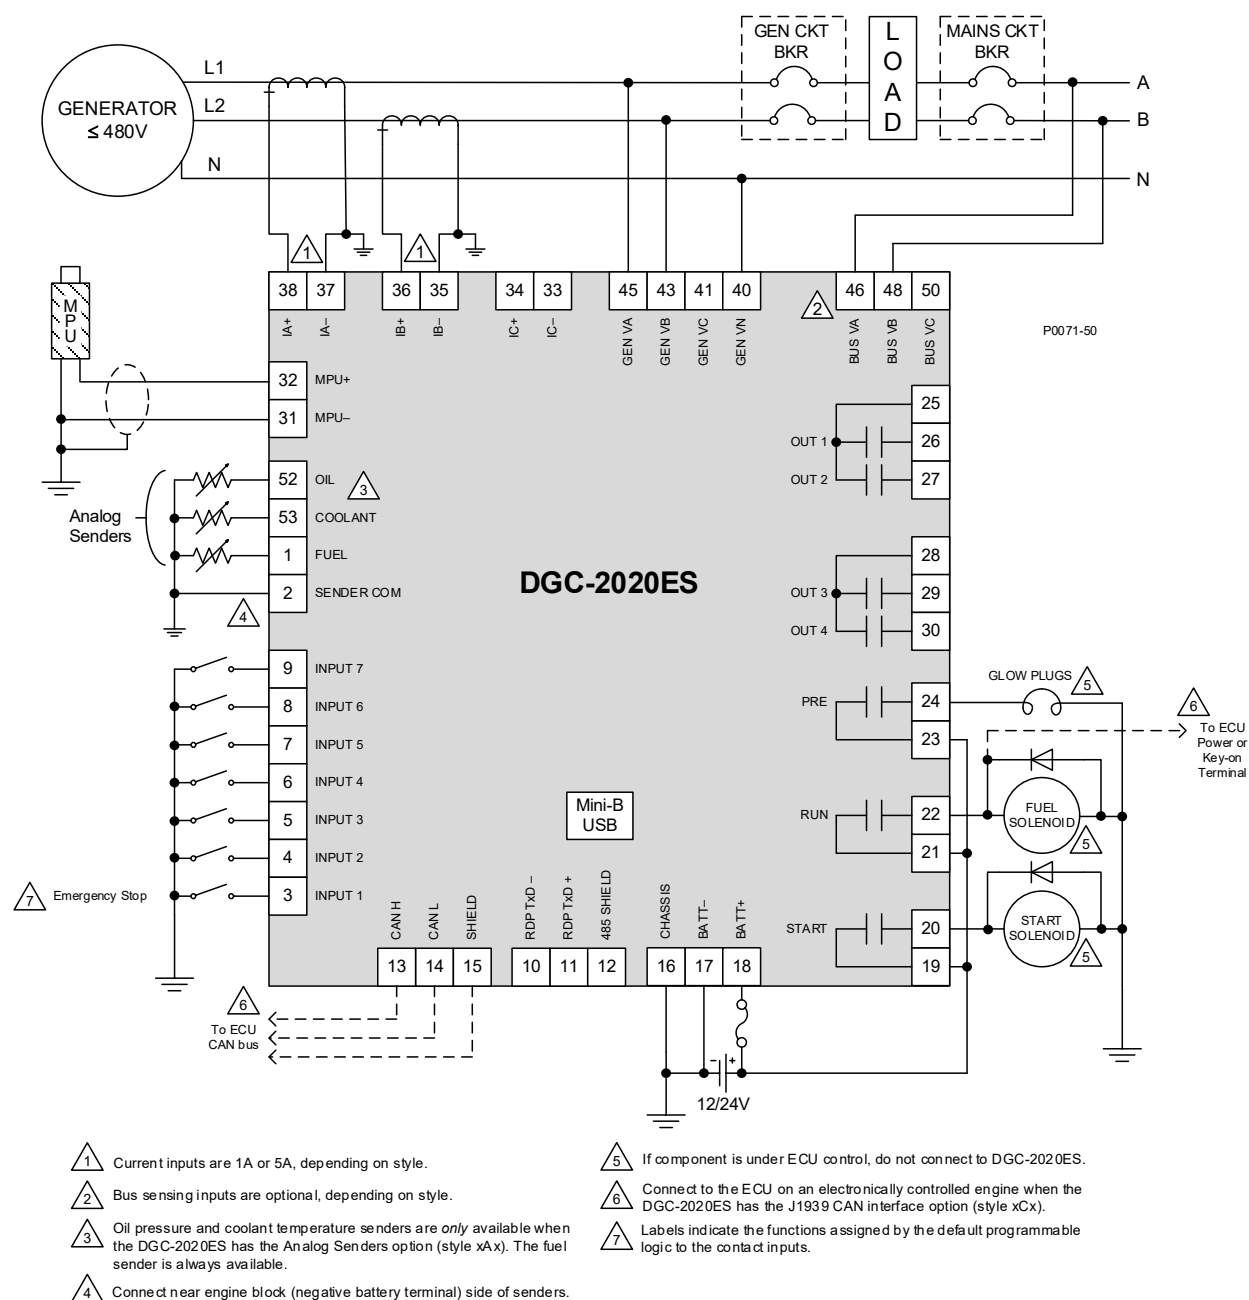 GEN CKT
BKR
LOAD
MAINS CKT
BKR
GENERATOR
≤ 480V
L1
L2
N
A
B
N
1
1
2
38
37
36
35
34
33
45
43
41
40
46
48
50
IA+
IA–
IB+
IB–
IC+
IC–
GEN VA
GEN VB
GEN VC
GEN VN
BUS VA
BUS VB
BUS VC
P0071-50
MPU
32 MPU+
31 MPU–
Analog
Senders
52 OIL
3
53 COOLANT
1 FUEL
2 SENDER COM
4
DGC-2020ES
25
OUT 1 26
OUT 2 27
28
OUT 3 29
OUT 4 30
9 INPUT 7
8 INPUT 6
7 INPUT 5
6 INPUT 4
5 INPUT 3
4 INPUT 2
7 Emergency Stop
3 INPUT 1
GLOW PLUGS 5
PRE 24
23
6
To ECU
Power or
Key-on
Terminal
Mini-B
USB
RUN 22
21
FUEL
SOLENOID
5
START 20
19
START
SOLENOID
5
CAN H
CAN L
SHIELD
RDP TxD –
RDP TxD +
485 SHIELD
CHASSIS
BATT–
BATT+
13
14
15
10
11
12
16
17
18
6
To ECU
CAN bus
- +
12/24V
1 Current inputs are 1A or 5A, depending on style.
2 Bus sensing inputs are optional, depending on style.
3 Oil pressure and coolant temperature senders are only available when
the DGC-2020ES has the Analog Senders option (style xAx). The fuel
sender is always available.
4 Connect near engine block (negative battery terminal) side of senders.
5 If component is under ECU control, do not connect to DGC-2020ES.
6 Connect to the ECU on an electronically controlled engine when the
DGC-2020ES has the J1939 CAN interface option (style xCx).
7 Labels indicate the functions assigned by the default programmable
logic to the contact inputs.